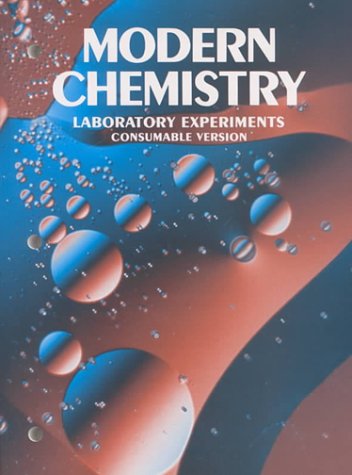 MODERN
CHEMISTRY
LABORATORY EXPERIMENTS
CONSUMABLE VERSION